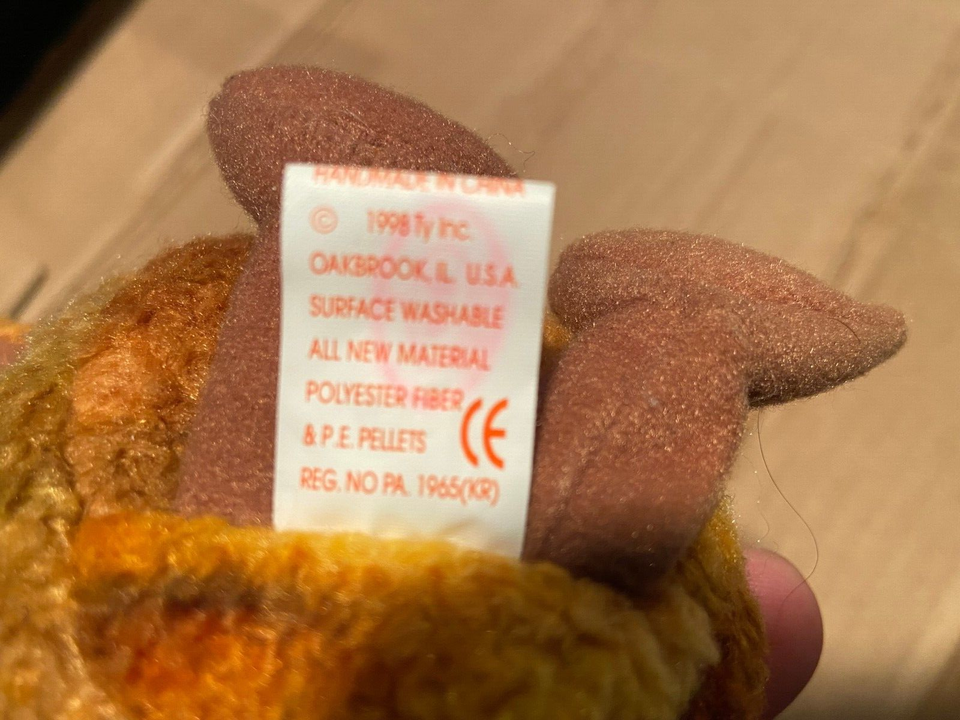 HANDMADE IN CHINA
© 1998 Ty Inc.
OAKBROOK, IL U.S.A.
SURFACE WASHABLE
ALL NEW MATERIAL
POLYESTER FIBER
& P.E. PELLETS CE
REG. NO PA. 1965(KR)